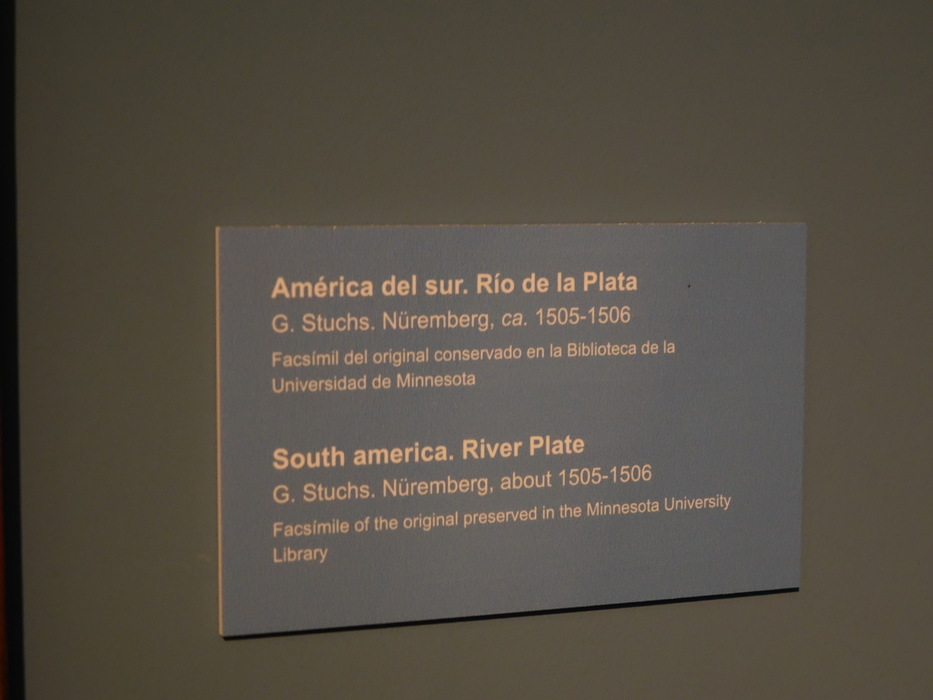 América del sur. Río de la Plata
G. Stuchs. Nüremberg, ca. 1505-1506
Facsímil del original conservado en la Biblioteca de la
Universidad de Minnesota
South america. River Plate
G. Stuchs. Nüremberg, about 1505-1506
Facsímile of the original preserved in the Minnesota University
Library